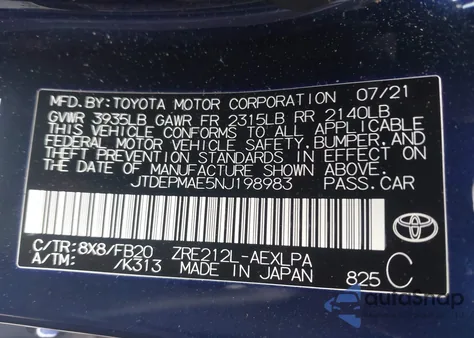 MFD.BY:TOYOTA MOTOR CORPORATION 07/21
GVWR 3935LB GAWR FR 2315LB RR 2140LB
THIS VEHICLE CONFORMS TO ALL APPLICABLE
FEDERAL MOTOR VEHICLE SAFETY, BUMPER, AND
THEFT PREVENTION STANDARDS IN EFFECT ON
THE DATE OF MANUFACTURE SHOWN ABOVE.
JTDEPMAE5NJ198983 PASS.CAR
C/TR:8X8/FB20 ZRE212L-AEXLPA
A/TM: /K313 MADE IN JAPAN 825 C
autoshop